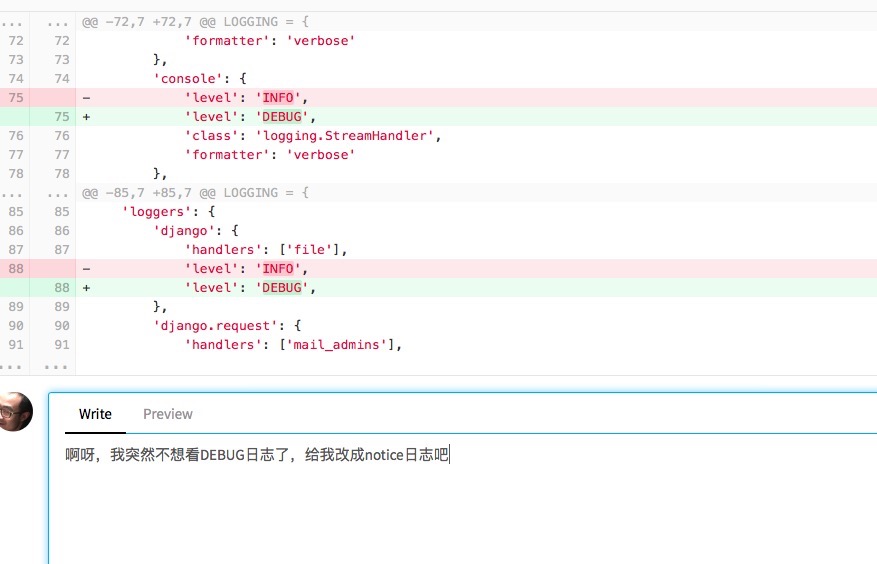 ... ... @@ -72,7 +72,7 @@ LOGGING = {
72 72 'formatter': 'verbose'
73 73 },
74 74 'console': {
75 - 'level': 'INFO',
75 + 'level': 'DEBUG',
76 76 'class': 'logging.StreamHandler',
77 77 'formatter': 'verbose'
78 78 },
... ... @@ -85,7 +85,7 @@ LOGGING = {
85 85 'loggers': {
86 86 'django': {
87 87 'handlers': ['file'],
88 - 'level': 'INFO',
88 + 'level': 'DEBUG',
89 89 },
90 90 'django.request': {
91 91 'handlers': ['mail_admins'],
... ...
Write Preview
啊呀，我突然不想看DEBUG日志了，给我改成notice日志吧